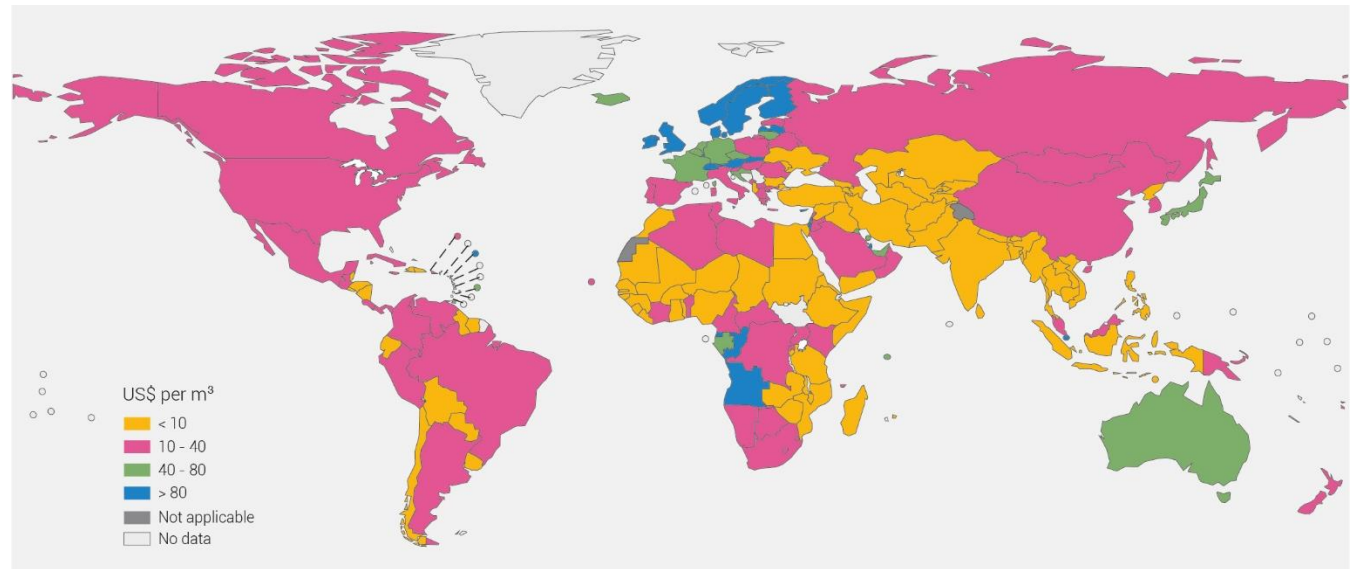 US$ per m³
< 10
10 - 40
40 - 80
> 80
Not applicable
No data